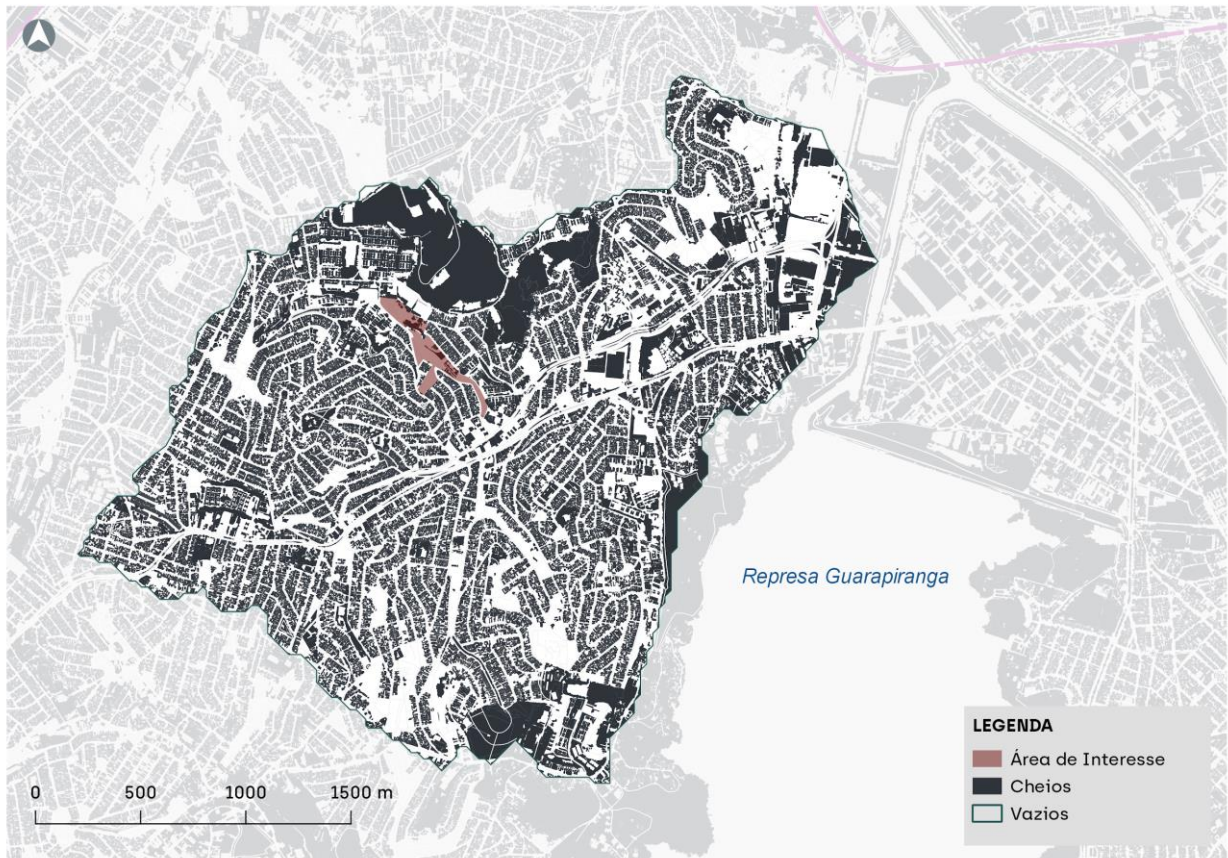 Represa Guarapiranga
LEGENDA
Área de Interesse
Cheios
Vazios
0 500 1000 1500 m